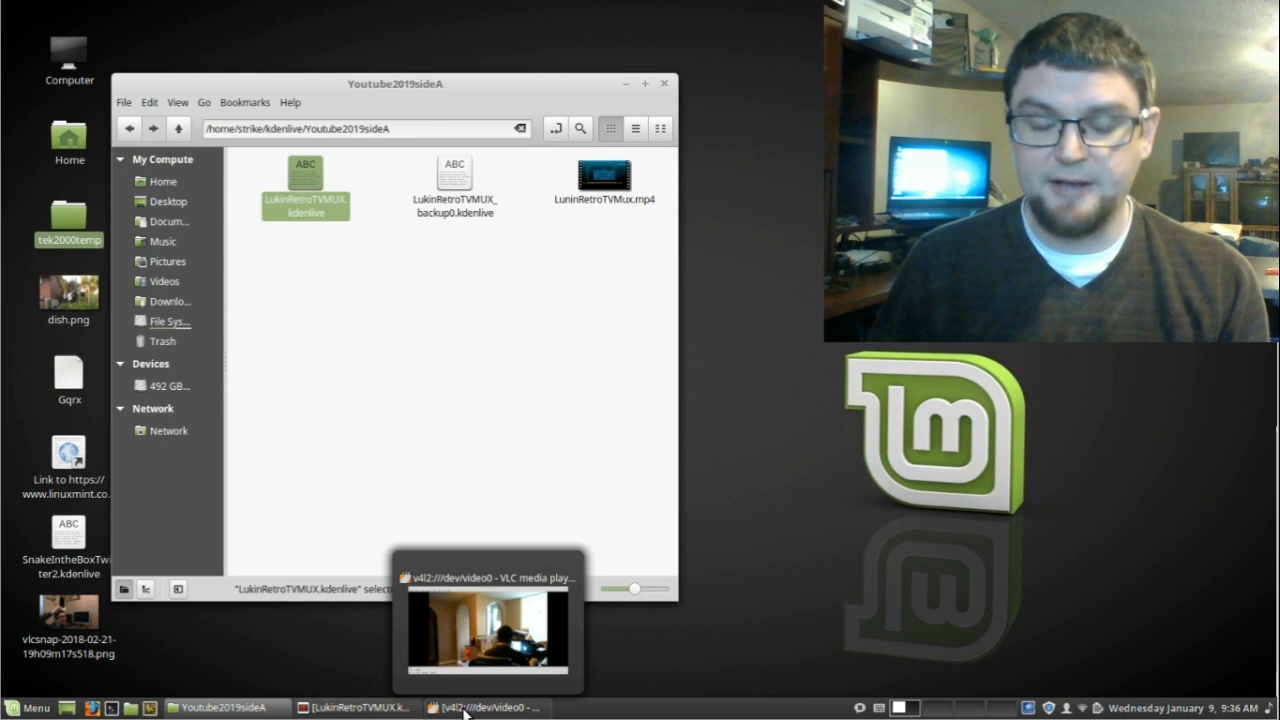 Computer
Home
tek2000temp
dish.png
Gqrx
Link to https://
www.linuxmint.co.
ABC
SnakeIntheBoxTwi
tter2.kdenlive
vlcsnap-2018-02-21-
19h09m17s518.png
Youtube2019sideA
File Edit View Go Bookmarks Help
/home/strike/kdenlive/Youtube2019sideA
My Compute
Home
Desktop
Docum...
Music
Pictures
Videos
Downlo...
File Sys...
Trash
Devices
492 GB...
Network
Network
ABC
LukinRetroTVMUX.
kdenlive
ABC
LukinRetroTVMUX_
backup0.kdenlive
LuninRetroTVMux.mp4
"LukinRetroTVMUX.kdenlive" selecte
v4l2:///dev/video0 - VLC media play...
lm
Menu
Youtube2019sideA
[LukinRetroTVMUX.k...
[v4l2:///dev/video0 - ...
Wednesday January 9, 9:36 AM